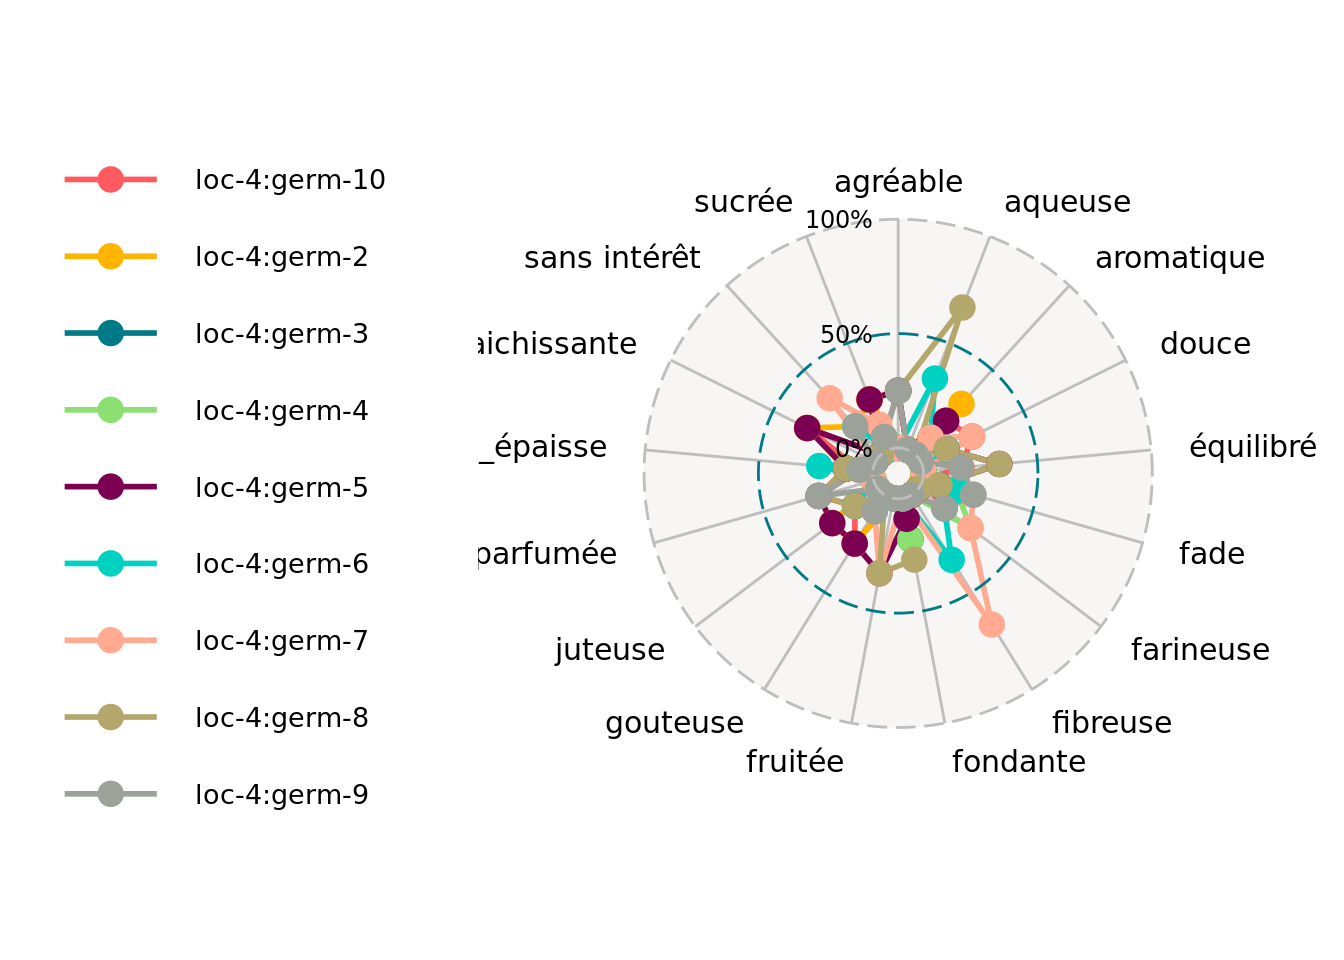 loc-4:germ-10
loc-4:germ-2
loc-4:germ-3
loc-4:germ-4
loc-4:germ-5
loc-4:germ-6
loc-4:germ-7
loc-4:germ-8
loc-4:germ-9
agréable
aqueuse
aromatique
douce
équilibré
fade
farineuse
fibreuse
fondante
fruitée
gouteuse
juteuse
parfumée
_épaisse
aichissante
sans intérêt
sucrée
100%
50%
0%